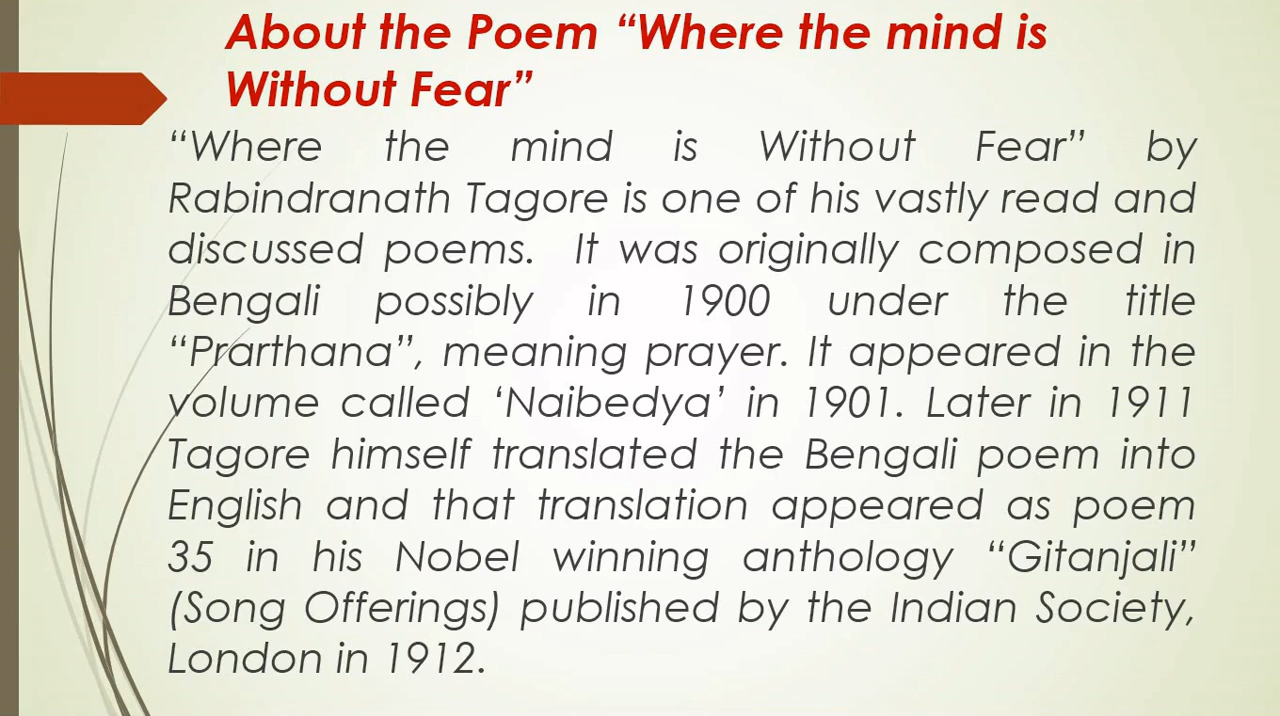 About the Poem “Where the mind is
Without Fear”
“Where the mind is Without Fear” by
Rabindranath Tagore is one of his vastly read and
discussed poems. It was originally composed in
Bengali possibly in 1900 under the title
“Prarthana”, meaning prayer. It appeared in the
volume called ‘Naibedya’ in 1901. Later in 1911
Tagore himself translated the Bengali poem into
English and that translation appeared as poem
35 in his Nobel winning anthology “Gitanjali”
(Song Offerings) published by the Indian Society,
London in 1912.